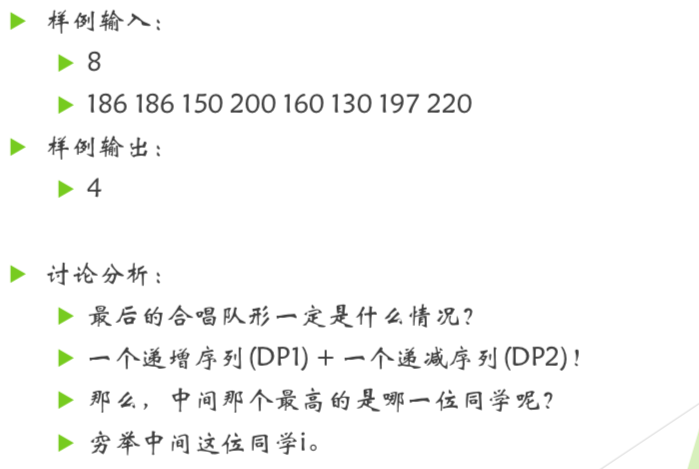 样例输入：
8
186 186 150 200 160 130 197 220
样例输出：
4
讨论分析：
最后的合唱队形一定是什么情况？
一个递增序列(DP1) + 一个递减序列(DP2)！
那么，中间那个最高的是哪一位同学呢？
穷举中间这位同学i。